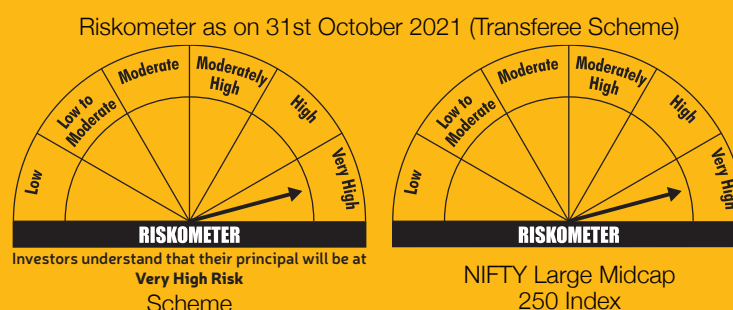 Riskometer as on 31st October 2021 (Transferee Scheme)
Low
Low to
Moderate
Moderate
Moderately
High
High
Very High
RISKOMETER
Investors understand that their principal will be at
Very High Risk
Scheme
Low
Low to
Moderate
Moderate
Moderately
High
High
Very High
RISKOMETER
NIFTY Large Midcap
250 Index